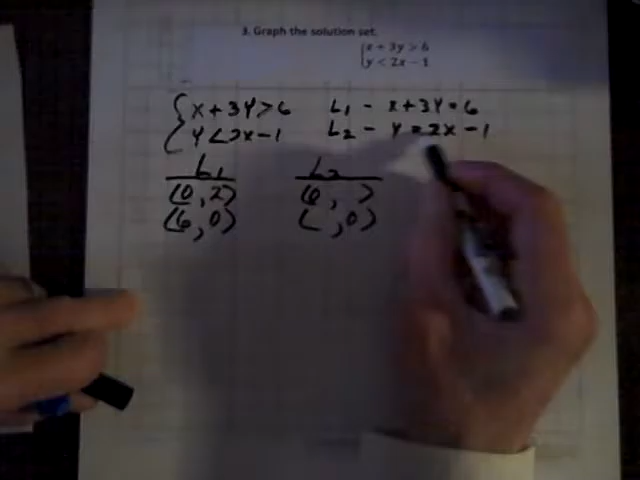 3. Graph the solution set.
x + 3y > 6
y < 2x - 1
x + 3y > 6
y < 2x - 1
L1 - x + 3y = 6
L2 - y = 2x - 1
L1
(0, 2)
(6, 0)
L2
(0, )
( , 0)